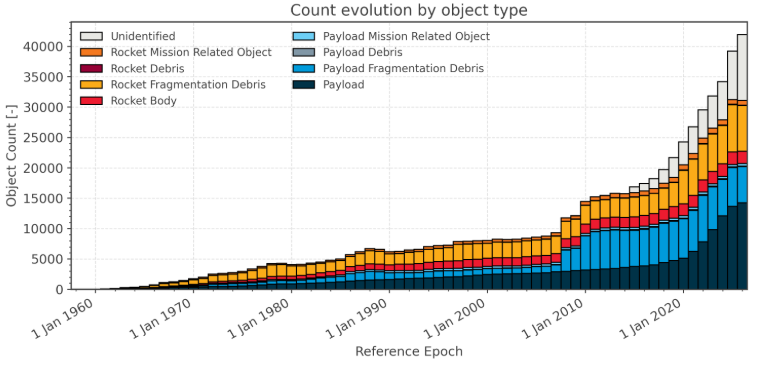 Count evolution by object type
Object Count [-]
40000
35000
30000
25000
20000
15000
10000
5000
0
Unidentified
Rocket Mission Related Object
Rocket Debris
Rocket Fragmentation Debris
Rocket Body
Payload Mission Related Object
Payload Debris
Payload Fragmentation Debris
Payload
1 Jan 1960
1 Jan 1970
1 Jan 1980
1 Jan 1990
1 Jan 2000
1 Jan 2010
1 Jan 2020
Reference Epoch